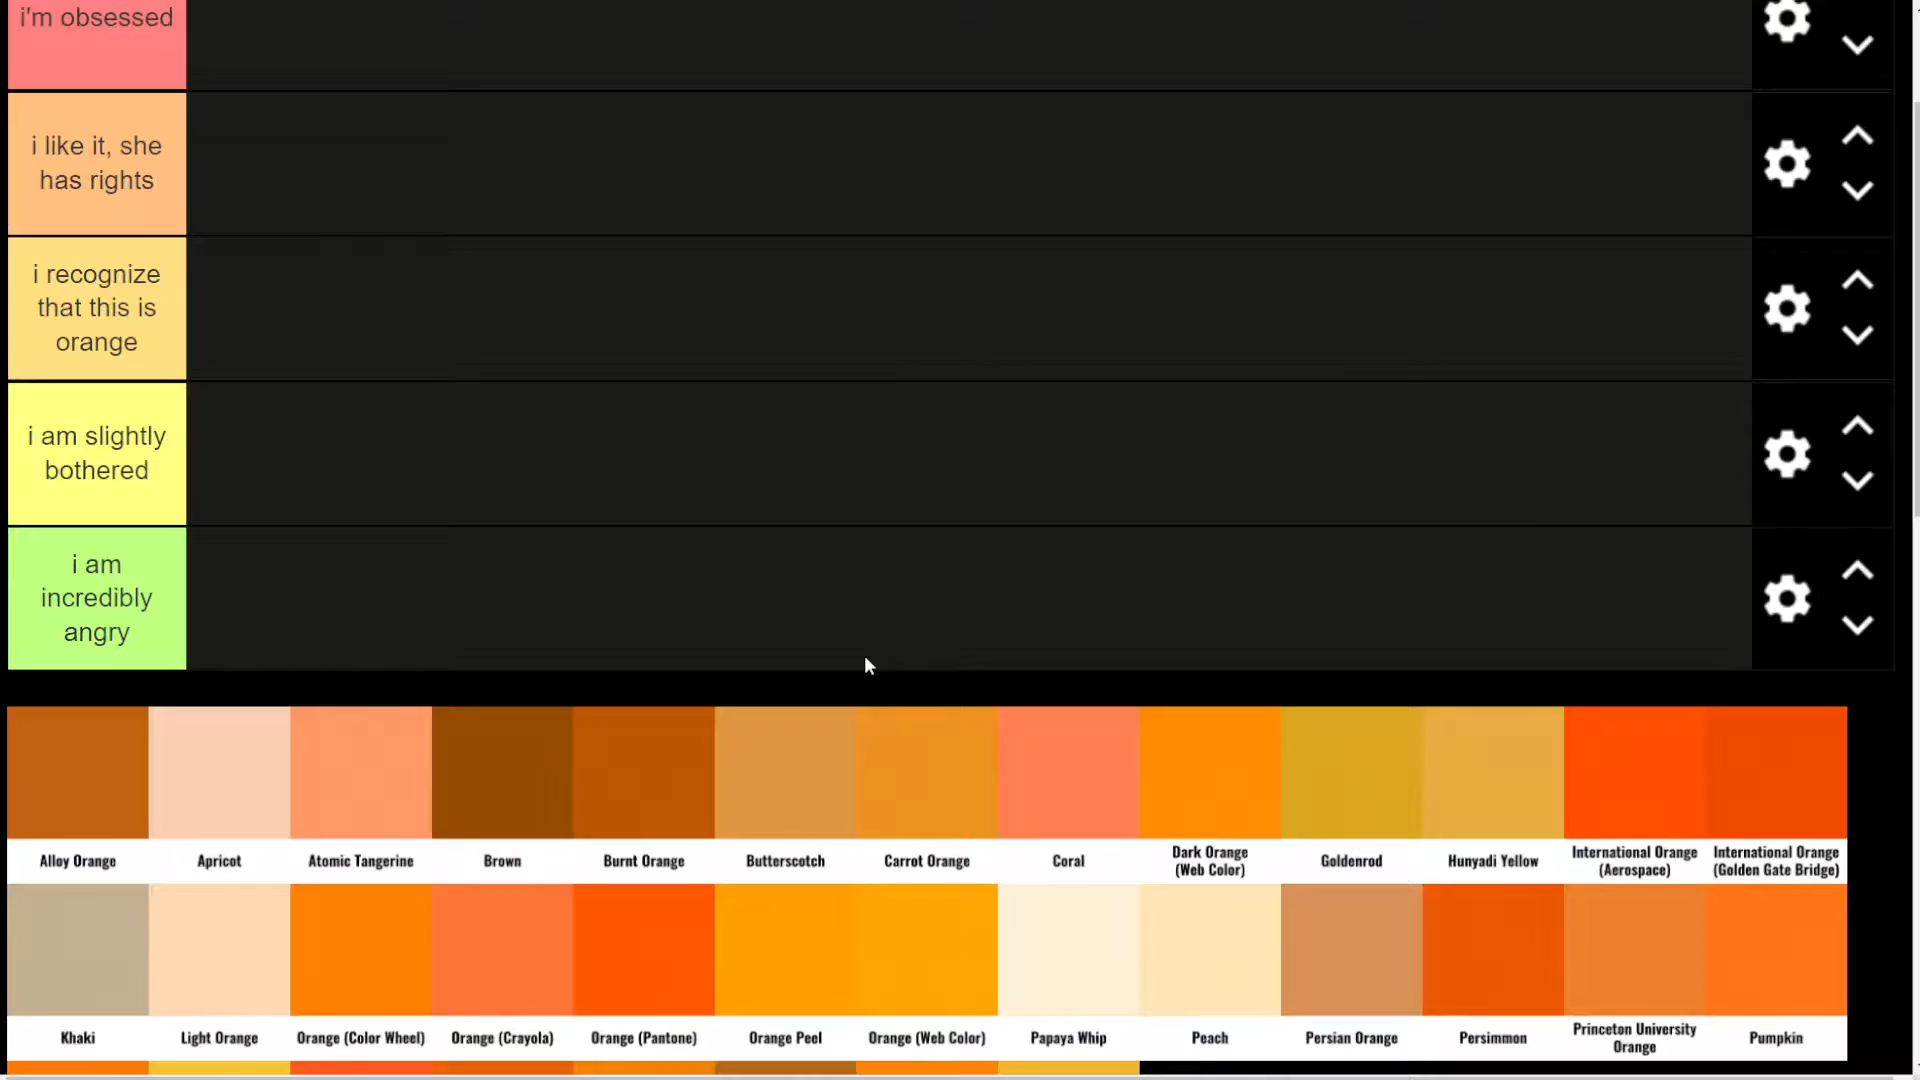 i'm obsessed
i like it, she
has rights
i recognize
that this is
orange
i am slightly
bothered
i am
incredibly
angry
Alloy Orange
Apricot
Atomic Tangerine
Brown
Burnt Orange
Butterscotch
Carrot Orange
Coral
Dark Orange
(Web Color)
Goldenrod
Hunyadi Yellow
International Orange
(Aerospace)
International Orange
(Golden Gate Bridge)
Khaki
Light Orange
Orange (Color Wheel)
Orange (Crayola)
Orange (Pantone)
Orange Peel
Orange (Web Color)
Papaya Whip
Peach
Persian Orange
Persimmon
Princeton University
Orange
Pumpkin